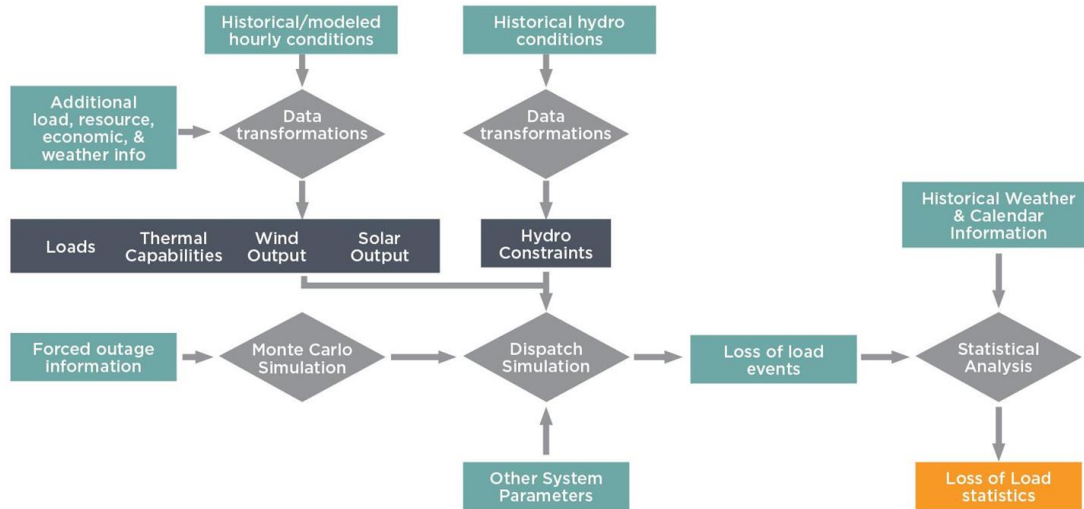 Historical/modeled
hourly conditions
Historical hydro
conditions
Additional
load, resource,
economic, &
weather info
Data
transformations
Data
transformations
Historical Weather
& Calendar
Information
Loads
Thermal
Capabilities
Wind
Output
Solar
Output
Hydro
Constraints
Forced outage
information
Monte Carlo
Simulation
Dispatch
Simulation
Loss of load
events
Statistical
Analysis
Other System
Parameters
Loss of Load
statistics